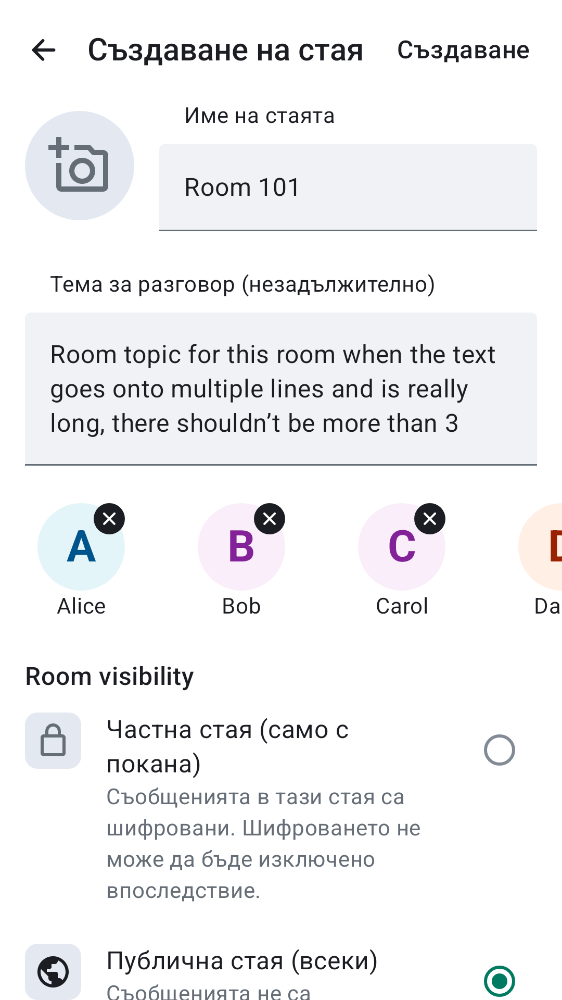 Създаване на стая
Създаване
Име на стаята
Room 101
Тема за разговор (незадължително)
Room topic for this room when the text
goes onto multiple lines and is really
long, there shouldn’t be more than 3
A
B
C
D
Alice
Bob
Carol
Da
Room visibility
Частна стая (само с
покана)
Съобщенията в тази стая са
шифровани. Шифроването не
може да бъде изключено
впоследствие.
Публична стая (всеки)
Съобщенията не са